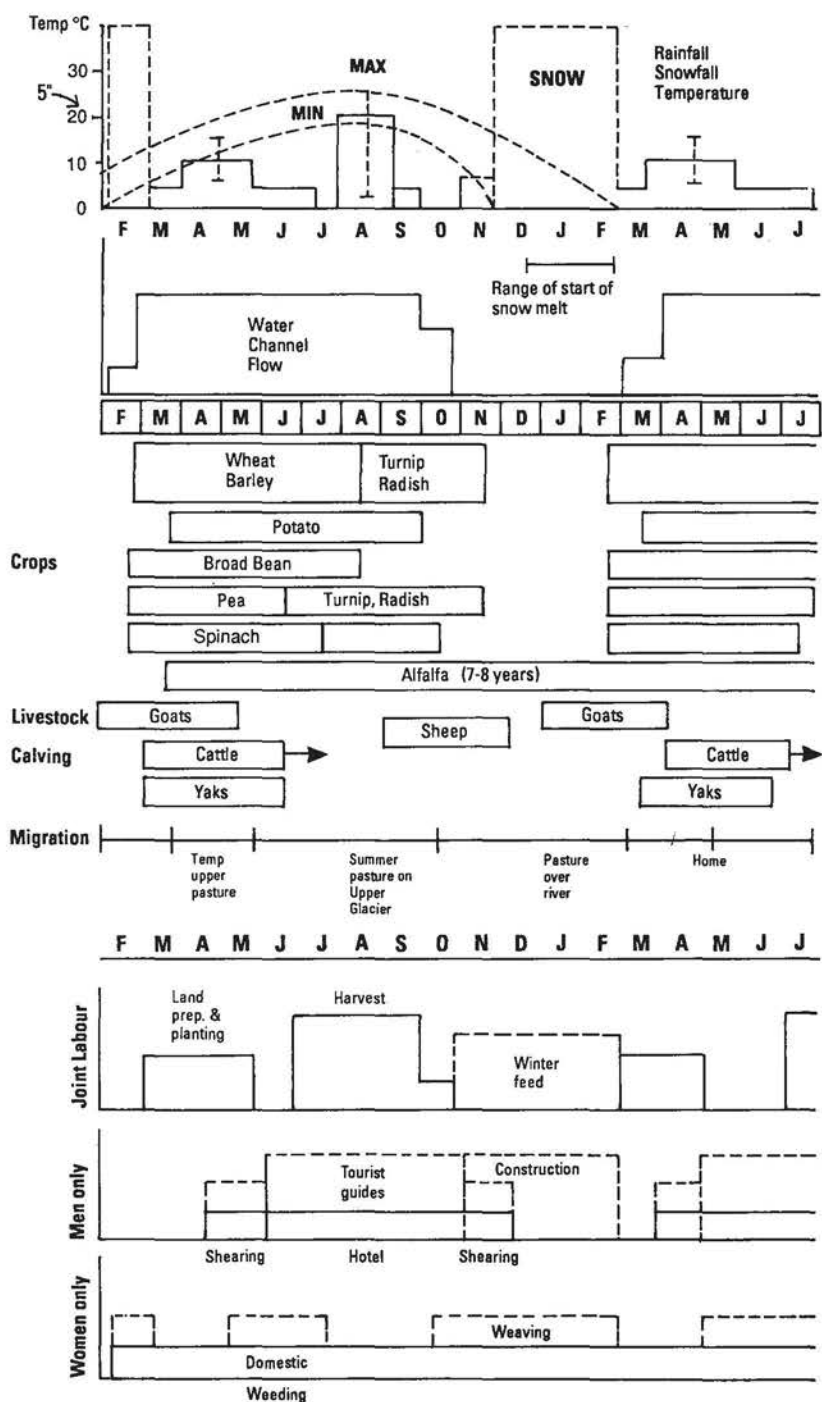 Temp °C
30
5"
20
10
0
MAX
MIN
SNOW
Rainfall
Snowfall
Temperature
F M A M J J A S O N D J F M A M J J
Range of start of
snow melt
Water
Channel
Flow
F M A M J J A S O N D J F M A M J J
Crops
Wheat
Barley
Turnip
Radish
Potato
Broad Bean
Pea
Turnip, Radish
Spinach
Alfalfa (7-8 years)
Livestock
Calving
Goats
Sheep
Goats
Cattle
Cattle
Yaks
Yaks
Migration
Temp
upper
pasture
Summer
pasture on
Upper
Glacier
Pasture
over
river
Home
F M A M J J A S O N D J F M A M J J
Joint Labour
Land
prep. &
planting
Harvest
Winter
feed
Men only
Tourist
guides
Construction
Shearing
Hotel
Shearing
Women only
Weaving
Domestic
Weeding